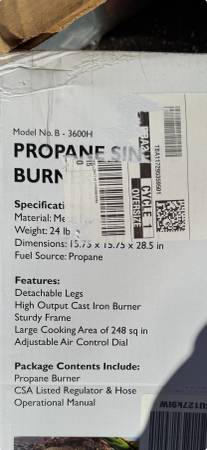 Model No. B - 3600H
PROPANE SIN
BURN
Specificati
Material: Me
Weight: 24 lb
Dimensions: 15.75 x 15.75 x 28.5 in
Fuel Source: Propane
Features:
Detachable Legs
High Output Cast Iron Burner
Sturdy Frame
Large Cooking Area of 248 sq in
Adjustable Air Control Dial
Package Contents Include:
Propane Burner
CSA Listed Regulator & Hose
Operational Manual
CYCLE 1
OVERSIZE